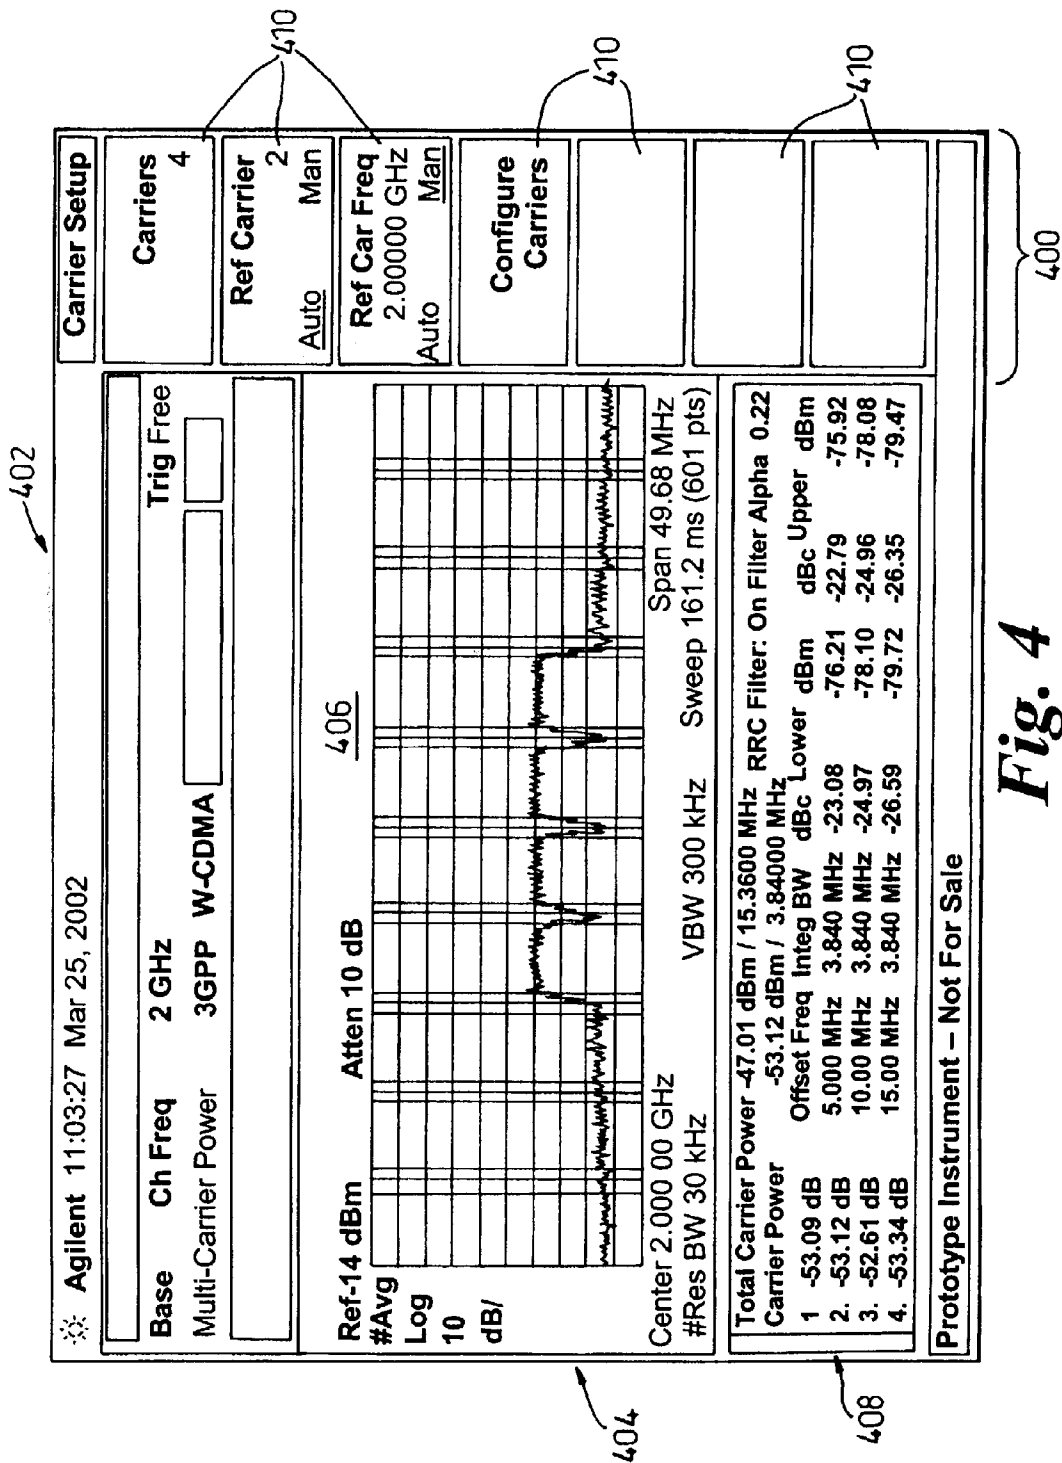 402
Agilent 11:03:27 Mar 25, 2002
Base Ch Freq 2 GHz Trig Free
Multi-Carrier Power 3GPP W-CDMA
Ref-14 dBm Atten 10 dB
406
#Avg
Log
10
dB/
Center 2.000 00 GHz Span 49.68 MHz
#Res BW 30 kHz VBW 300 kHz Sweep 161.2 ms (601 pts)
Total Carrier Power -47.01 dBm / 15.3600 MHz RRC Filter: On Filter Alpha 0.22
Carrier Power -53.12 dBm / 3.84000 MHz
Offset Freq Integ BW dBc Lower dBm dBc Upper dBm
1 -53.09 dB 5.000 MHz 3.840 MHz -23.08 -76.21 -22.79 -75.92
2. -53.12 dB 10.00 MHz 3.840 MHz -24.97 -78.10 -24.96 -78.08
3. -52.61 dB 15.00 MHz 3.840 MHz -26.59 -79.72 -26.35 -79.47
4. -53.34 dB
Prototype Instrument – Not For Sale
Carrier Setup
Carriers
4
Ref Carrier
2
Auto Man
Ref Car Freq
2.00000 GHz
Auto Man
Configure
Carriers
410
410
410
404
408
400
Fig. 4